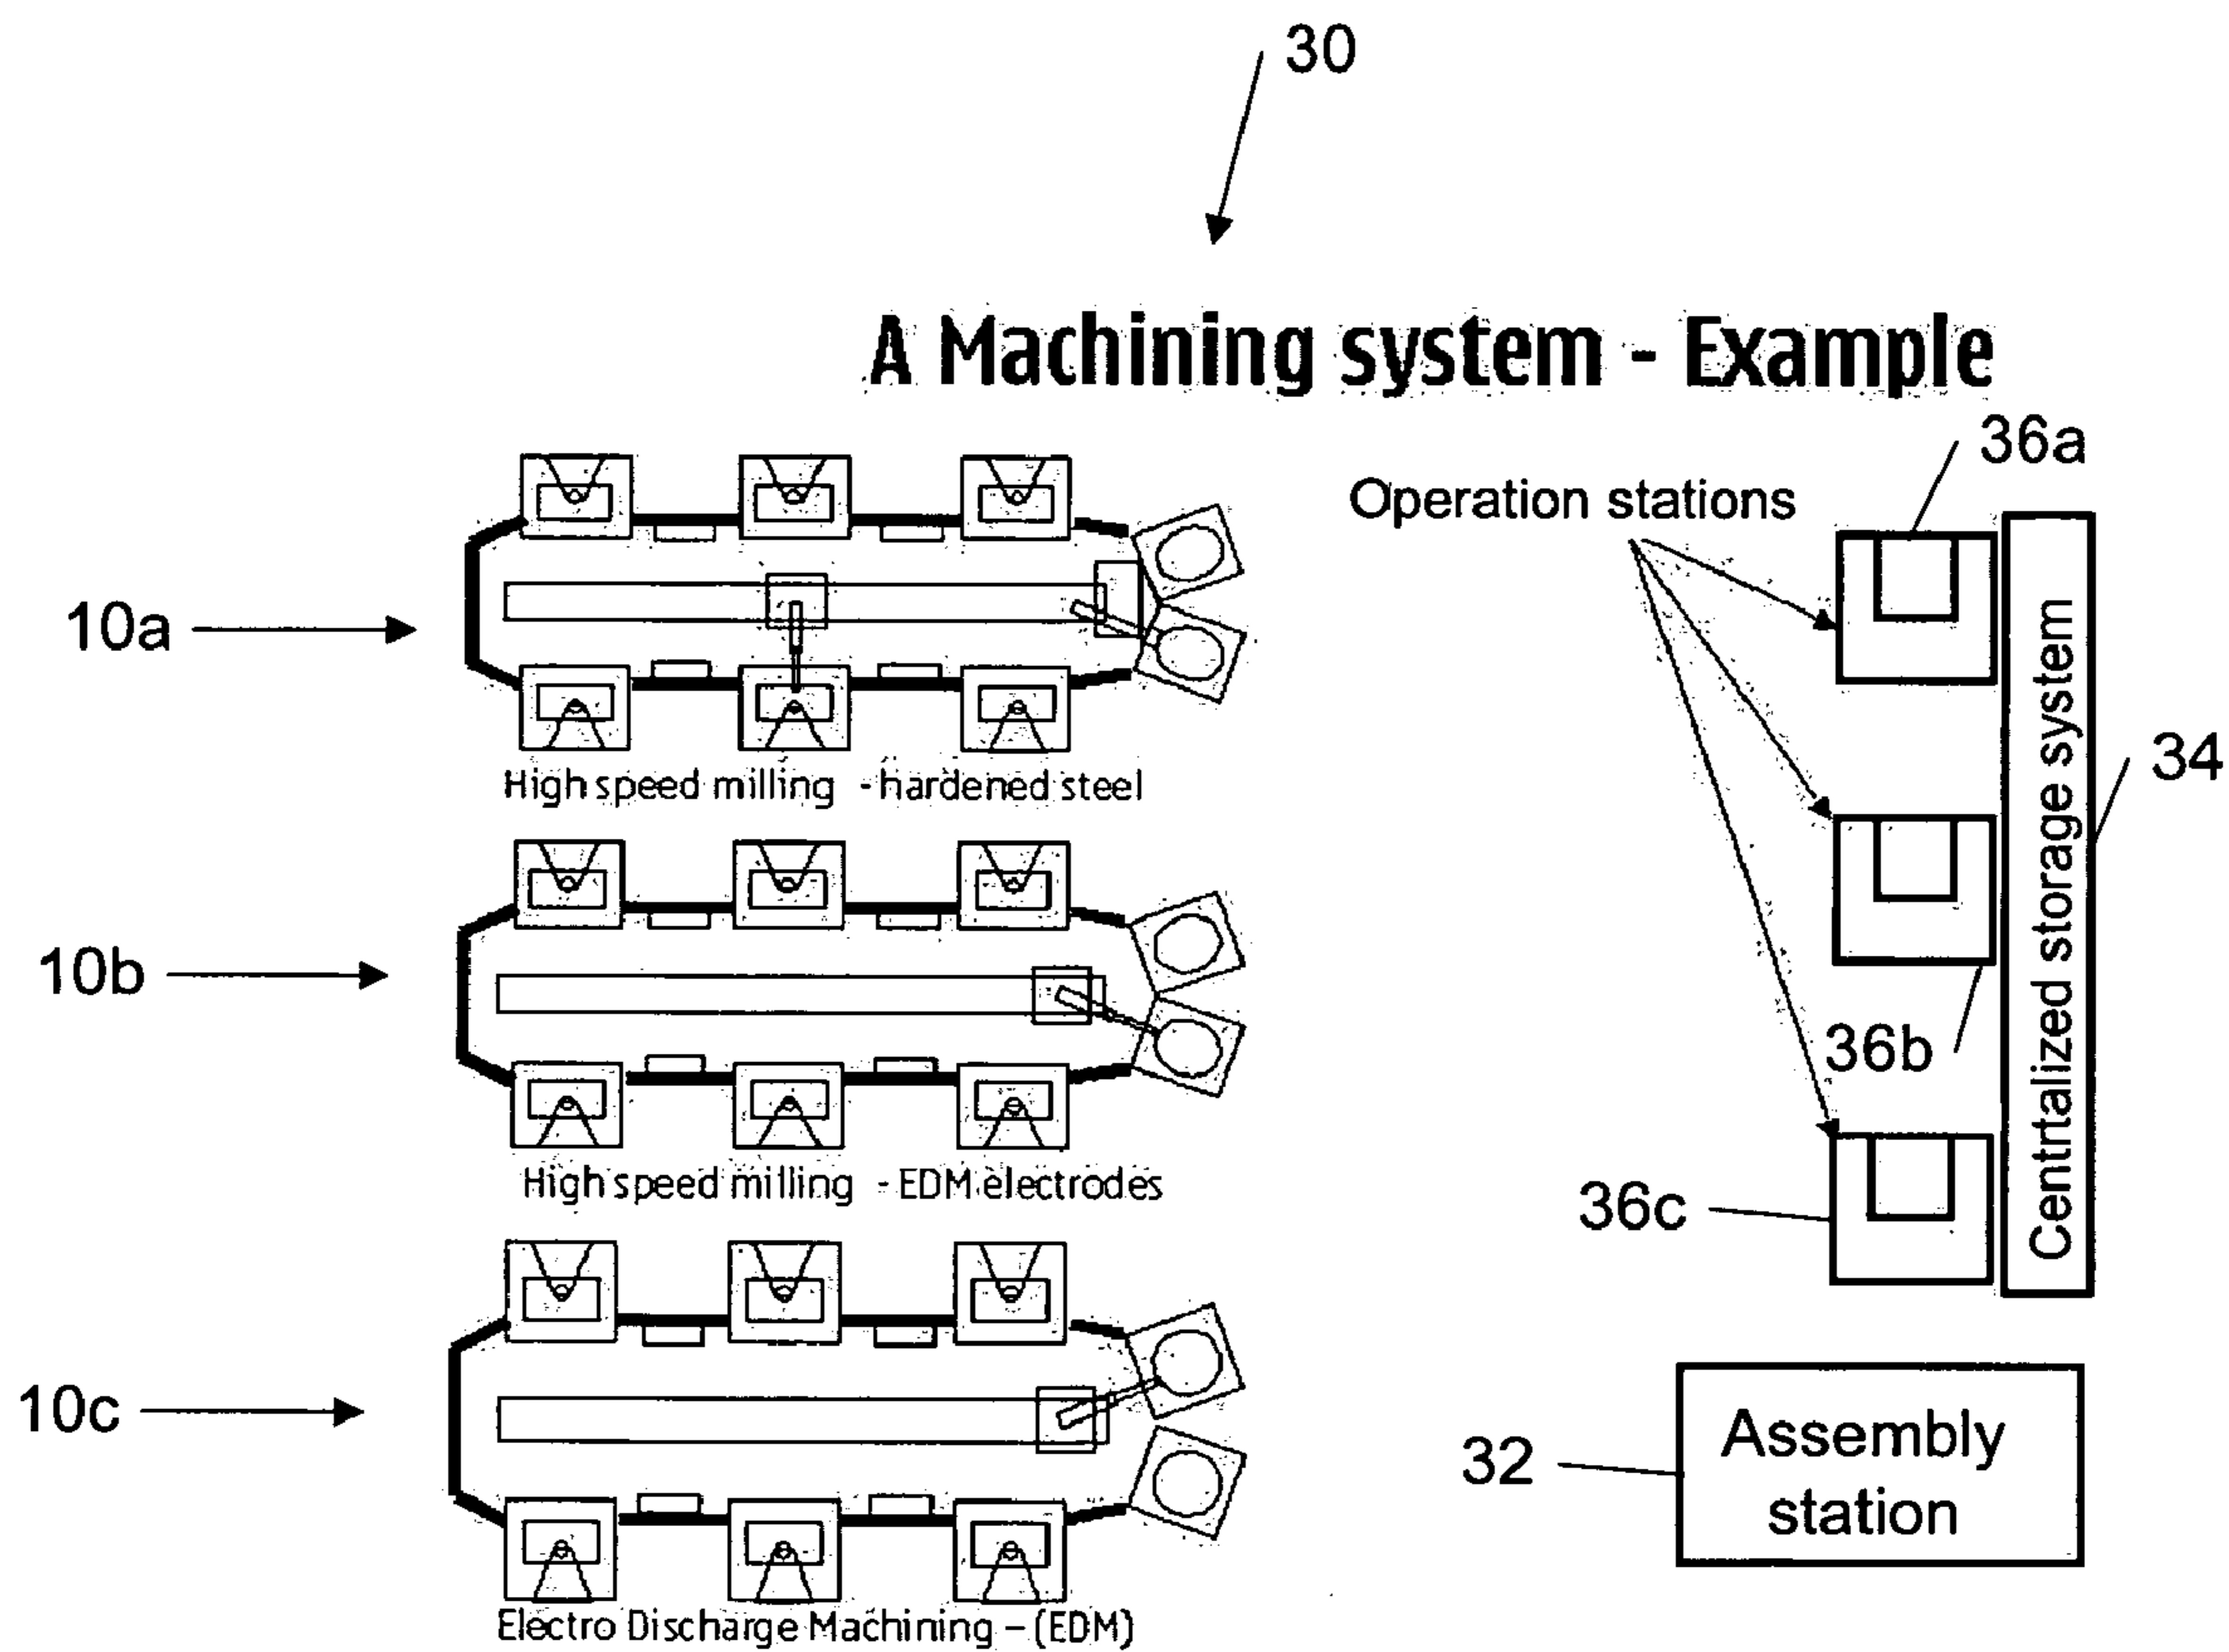 30
A Machining system - Example
36a
Operation stations
10a
High speed milling - hardened steel
34
Centrtalized storage system
10b
36b
High speed milling - EDM electrodes
36c
10c
32
Assembly
station
Electro Discharge Machining - (EDM)